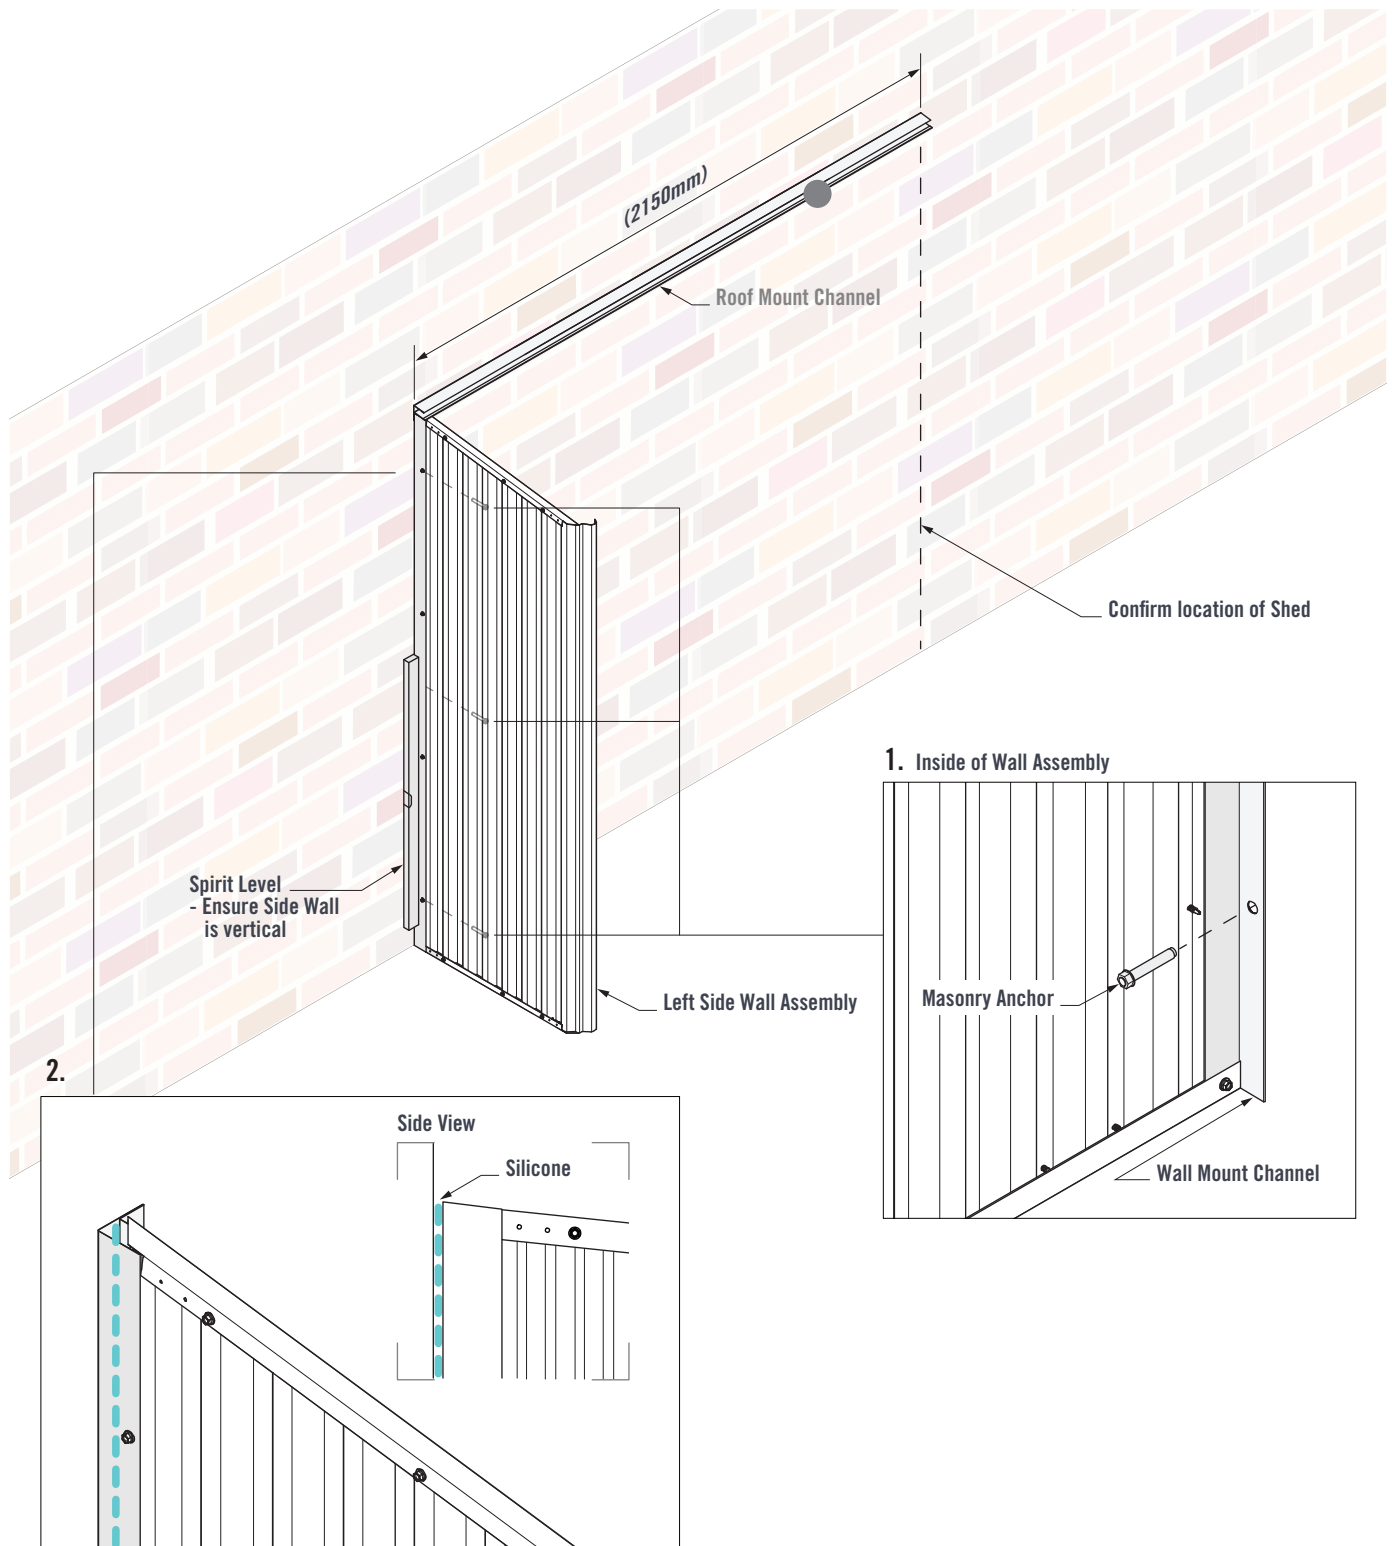 (2150mm)
Roof Mount Channel
Confirm location of Shed
1. Inside of Wall Assembly
Spirit Level
- Ensure Side Wall
is vertical
Left Side Wall Assembly
Masonry Anchor
Wall Mount Channel
2.
Side View
Silicone